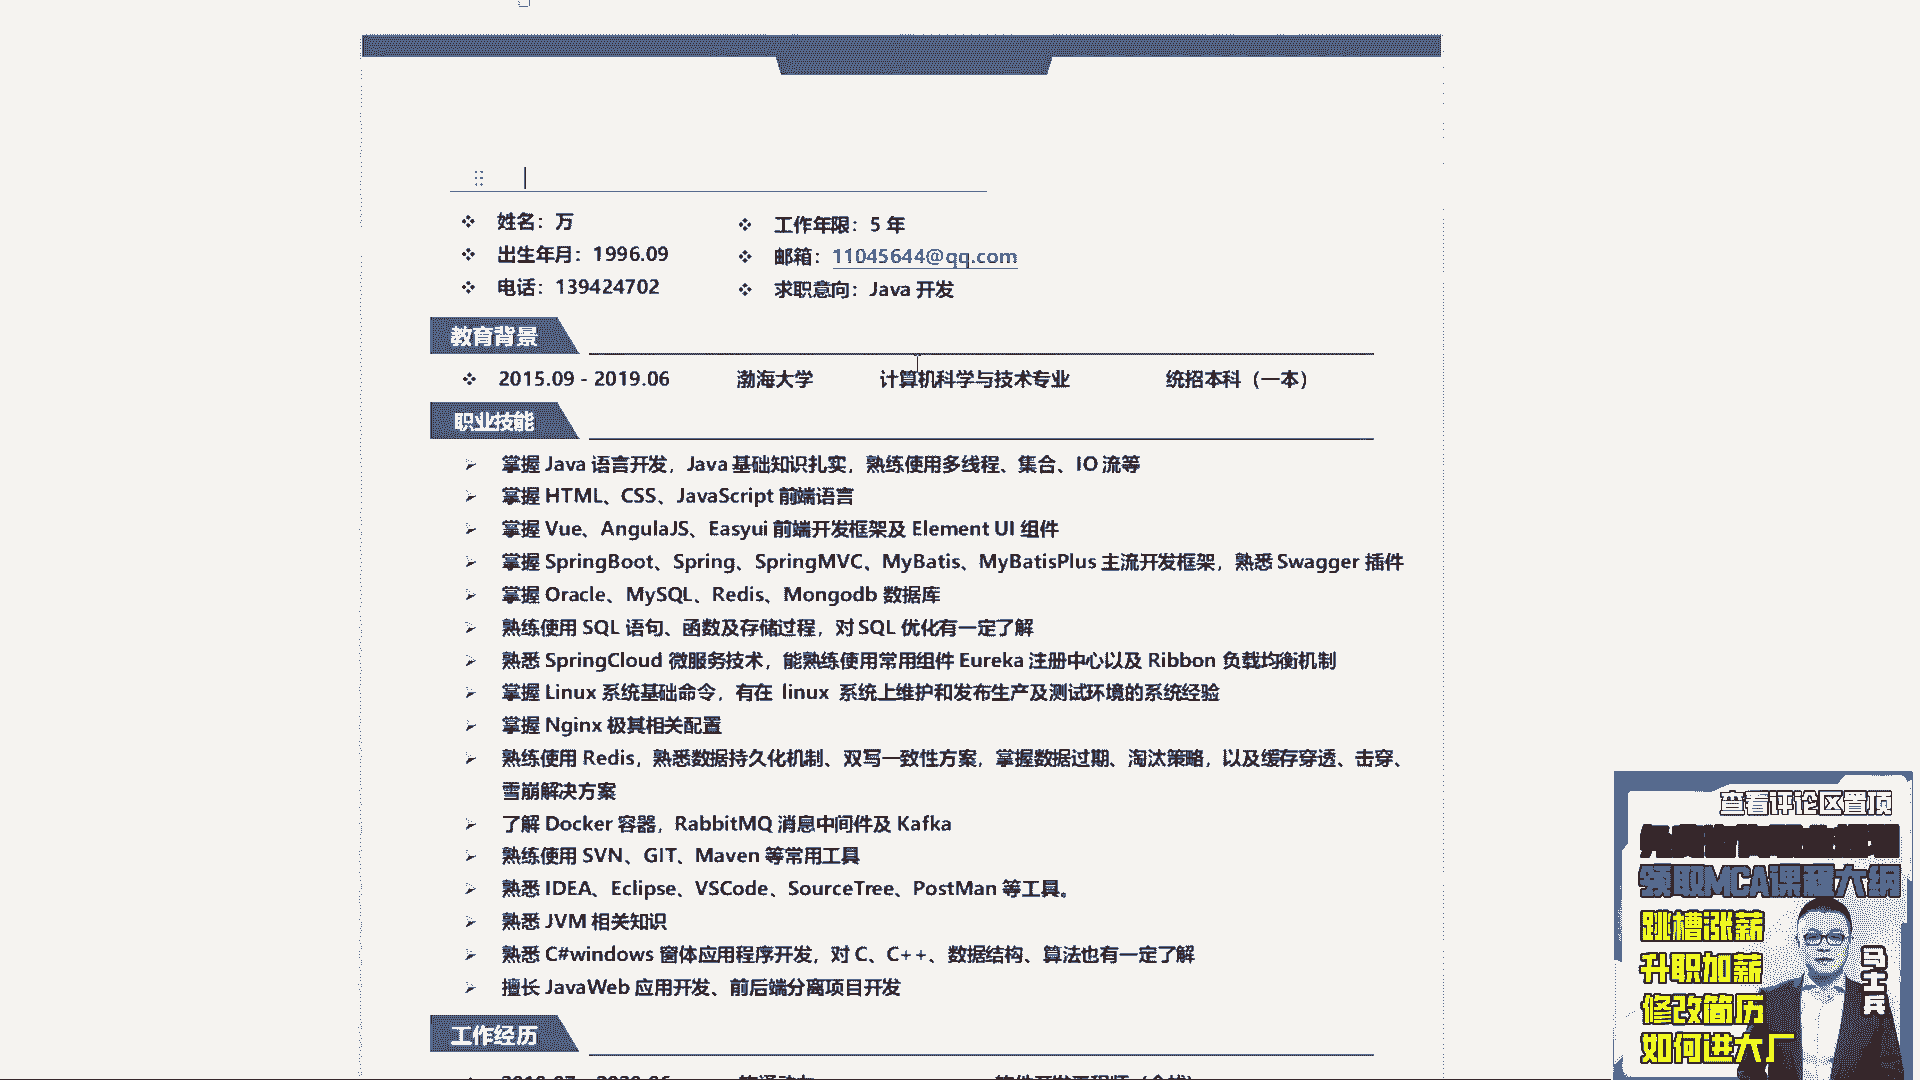 姓名：万
工作年限：5 年
出生年月：1996.09
邮箱：11045644@qq.com
电话：139424702
求职意向：Java 开发
教育背景
2015.09 - 2019.06 渤海大学 计算机科学与技术专业 统招本科（一本）
职业技能
掌握 Java 语言开发，Java 基础知识扎实，熟练使用多线程、集合、IO 流等
掌握 HTML、CSS、JavaScript 前端语言
掌握 Vue、AngulaJS、Easyui 前端开发框架及 Element UI 组件
掌握 SpringBoot、Spring、SpringMVC、MyBatis、MyBatisPlus 主流开发框架，熟悉 Swagger 插件
掌握 Oracle、MySQL、Redis、Mongodb 数据库
熟练使用 SQL 语句、函数及存储过程，对 SQL 优化有一定了解
熟悉 SpringCloud 微服务技术，能熟练使用常用组件 Eureka 注册中心以及 Ribbon 负载均衡机制
掌握 Linux 系统基础命令，有在 linux 系统上维护和发布生产及测试环境的系统经验
掌握 Nginx 极其相关配置
熟练使用 Redis，熟悉数据持久化机制、双写一致性方案，掌握数据过期、淘汰策略，以及缓存穿透、击穿、
雪崩解决方案
了解 Docker 容器，RabbitMQ 消息中间件及 Kafka
熟练使用 SVN、GIT、Maven 等常用工具
熟悉 IDEA、Eclipse、VSCode、SourceTree、PostMan 等工具。
熟悉 JVM 相关知识
熟悉 C#windows 窗体应用程序开发，对 C、C++、数据结构、算法也有一定了解
擅长 JavaWeb 应用开发、前后端分离项目开发
工作经历
查看评论区置顶
领取MCA课程大纲
跳槽涨薪
升职加薪
修改简历
如何进大厂
马士兵